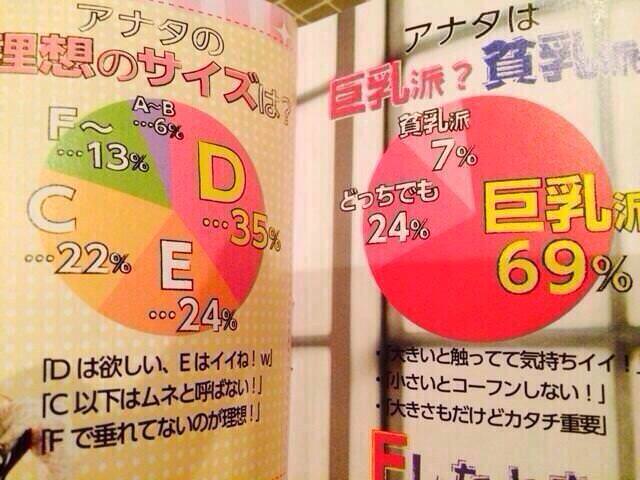 アナタの
理想のサイズは？
A〜B
…6%
F〜
…13%
D
…35%
C
…22%
E
…24%
「Dは欲しい、Eはイイね！w」
「C以下はムネと呼ばない！」
「Fで垂れてないのが理想！」
アナタは
巨乳派？貧乳派
貧乳派
7%
どっちでも
24%
巨乳派
69%
・「大きいと触ってて気持ちイイ！」
・「小さいとコーフンしない！」
・「大きさもだけどカタチ重要」